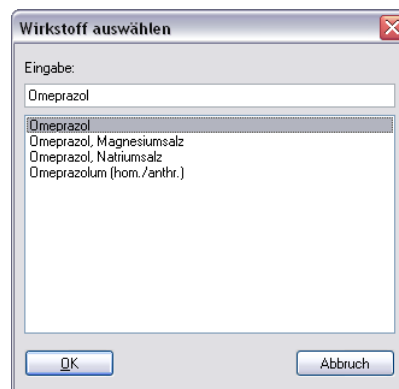 Wirkstoff auswählen
Eingabe:
Omeprazol
Omeprazol
Omeprazol, Magnesiumsalz
Omeprazol, Natriumsalz
Omeprazolum (hom./anthr.)
OK
Abbruch